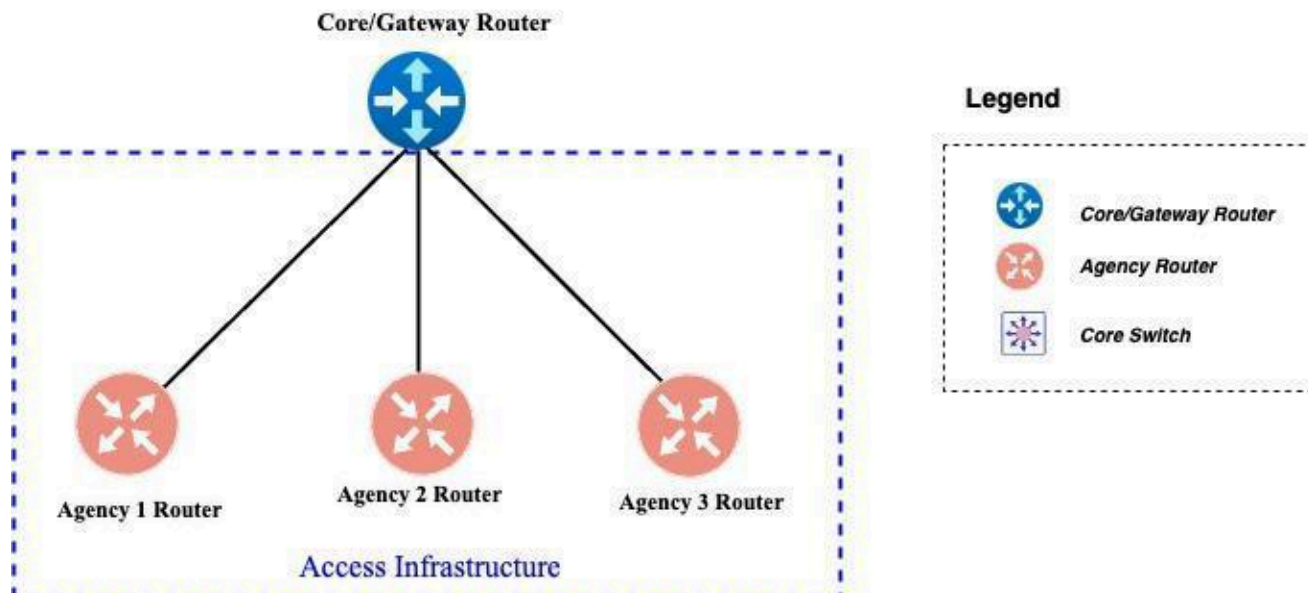 Core/Gateway Router
Legend
Core/Gateway Router
Agency Router
Core Switch
Agency 1 Router
Agency 2 Router
Agency 3 Router
Access Infrastructure